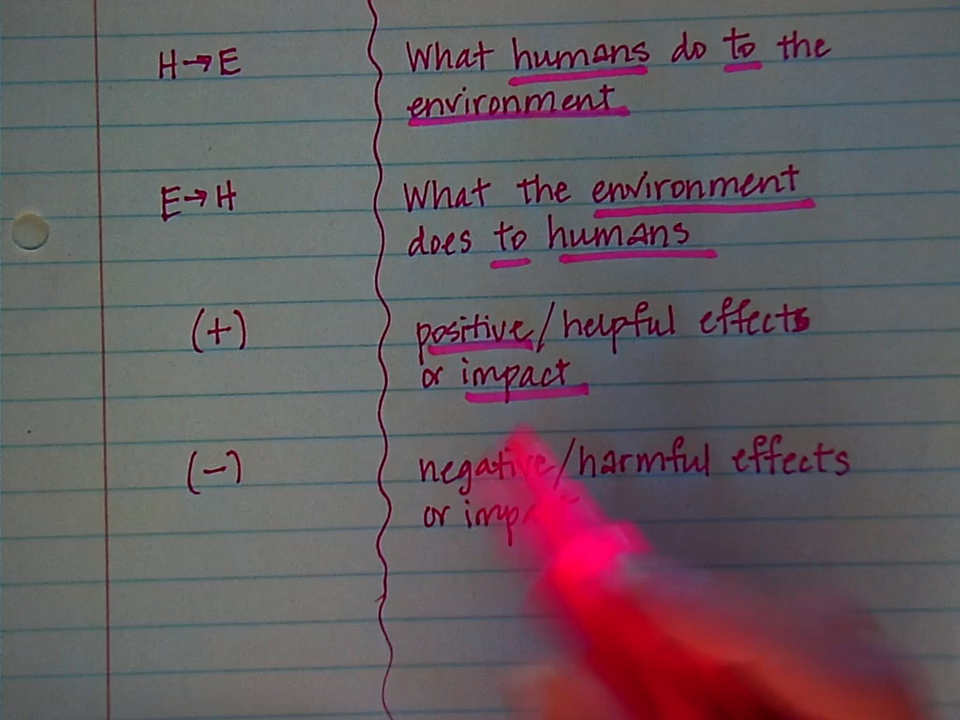 H→E What humans do to the
environment
E→H What the environment
does to humans
(+) positive/helpful effects
or impact
(-) negative/harmful effects
or